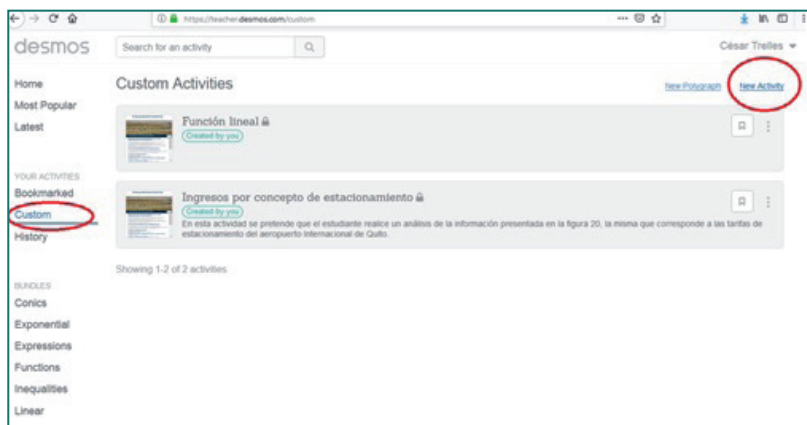 https://teacher.desmos.com/custom
desmos
Search for an activity
César Trelles
Home
Most Popular
Latest
YOUR ACTIVITIES
Bookmarked
Custom
History
BUNDLES
Conics
Exponential
Expressions
Functions
Inequalities
Linear
Custom Activities
New Polygraph
New Activity
Función lineal
Created by you
Ingresos por concepto de estacionamiento
Created by you
En esta actividad se pretende que el estudiante realice un análisis de la información presentada en la figura 20, la misma que corresponde a las tarifas de
estacionamiento del aeropuerto Internacional de Quito.
Showing 1-2 of 2 activities